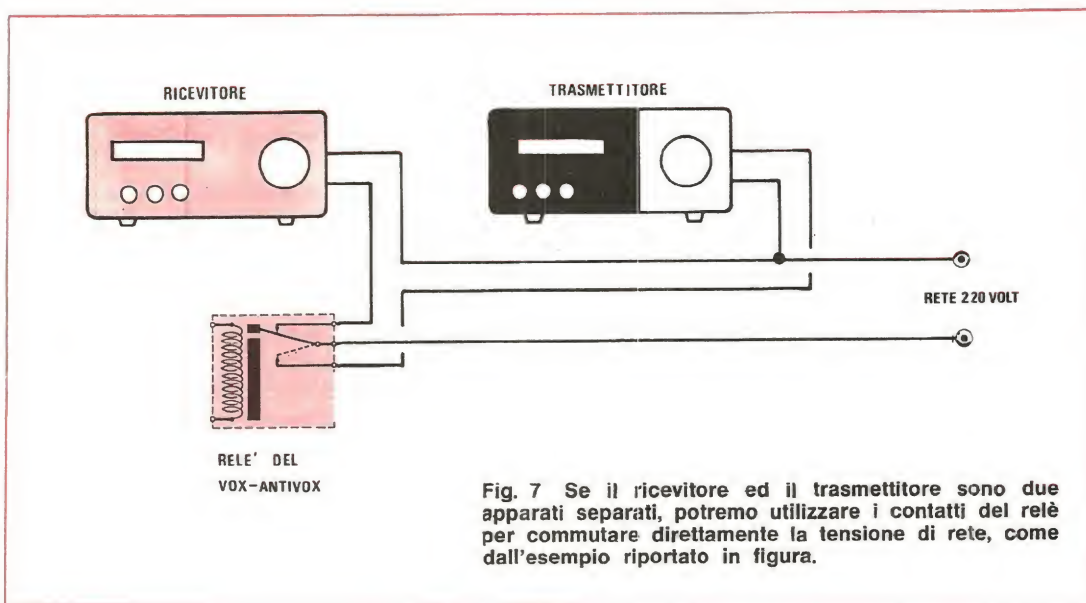 RICEVITORE
TRASMETTITORE
RETE 220 VOLT
RELE' DEL
VOX-ANTIVOX
Fig. 7 Se il ricevitore ed il trasmettitore sono due
apparati separati, potremo utilizzare i contatti del relè
per commutare direttamente la tensione di rete, come
dall'esempio riportato in figura.